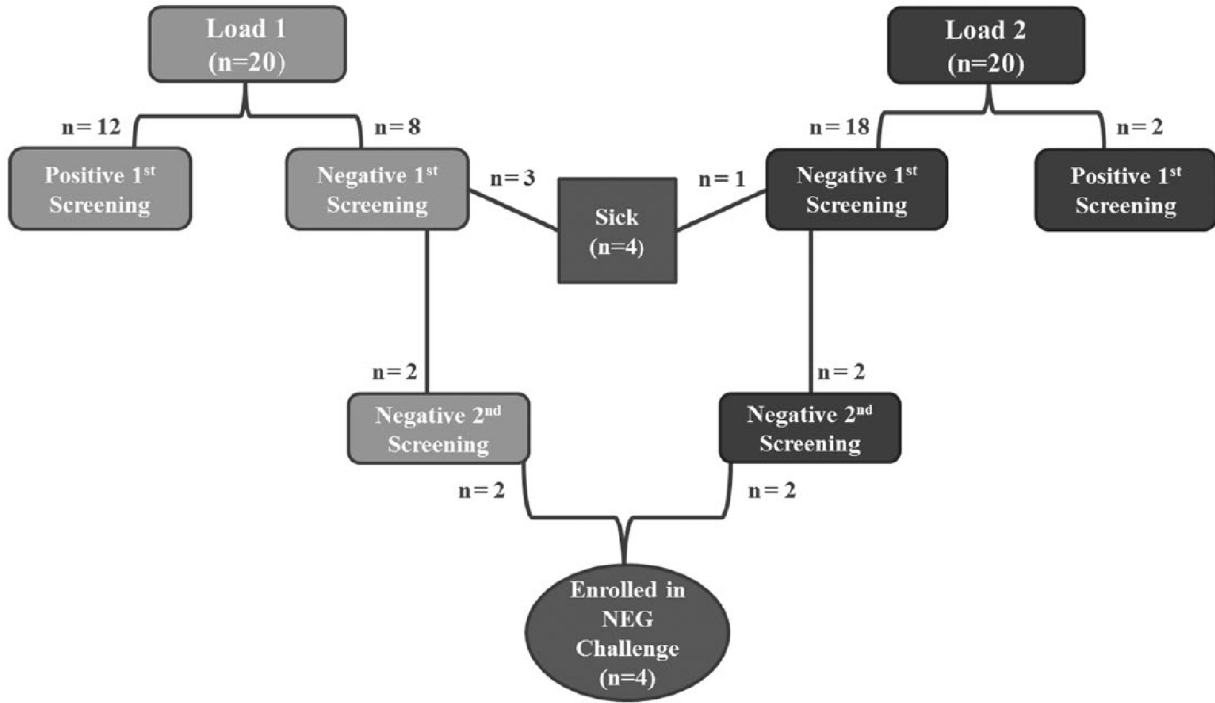 Load 1
(n=20)
Load 2
(n=20)
n= 12
n= 8
n= 18
n= 2
Positive 1st
Screening
Negative 1st
Screening
n= 3
Sick
(n=4)
n= 1
Negative 1st
Screening
Positive 1st
Screening
n= 2
n= 2
Negative 2nd
Screening
Negative 2nd
Screening
n= 2
n= 2
Enrolled in
NEG
Challenge
(n=4)